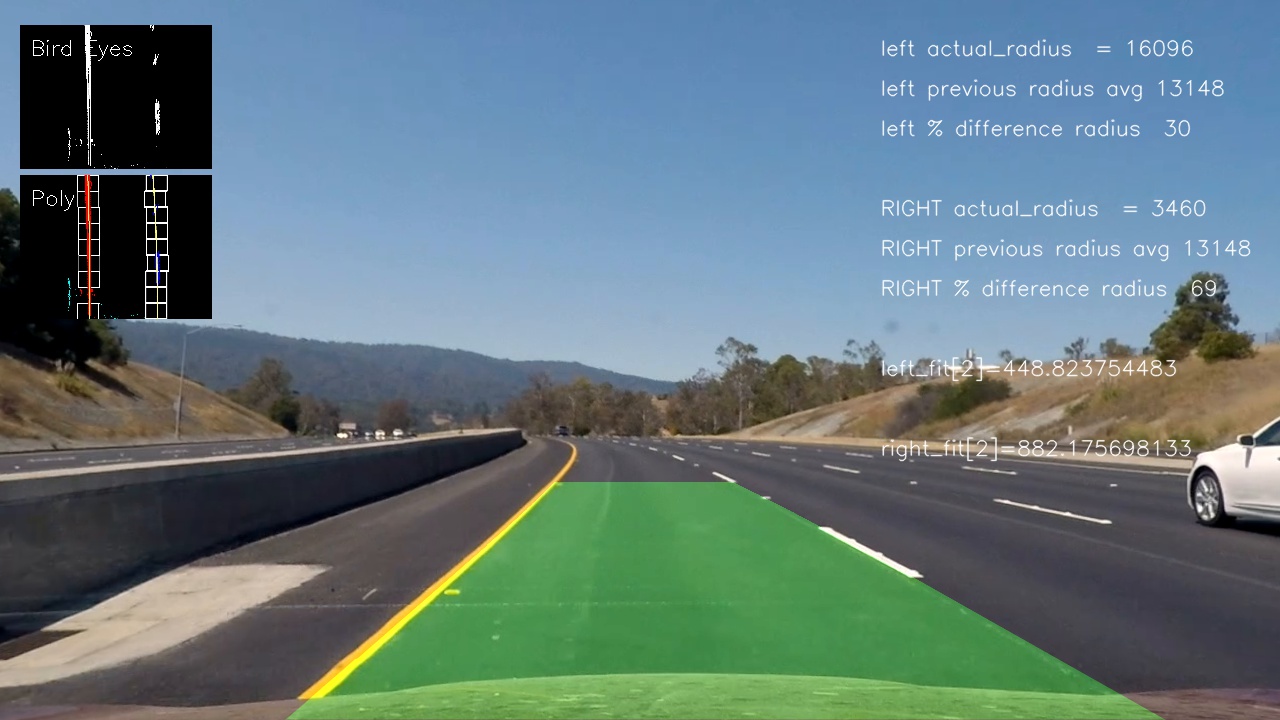 Bird Eyes
Poly
left actual_radius = 16096
left previous radius avg 13148
left % difference radius 30
RIGHT actual_radius = 3460
RIGHT previous radius avg 13148
RIGHT % difference radius 69
left_fit[2]=448.823754483
right_fit[2]=882.175698133